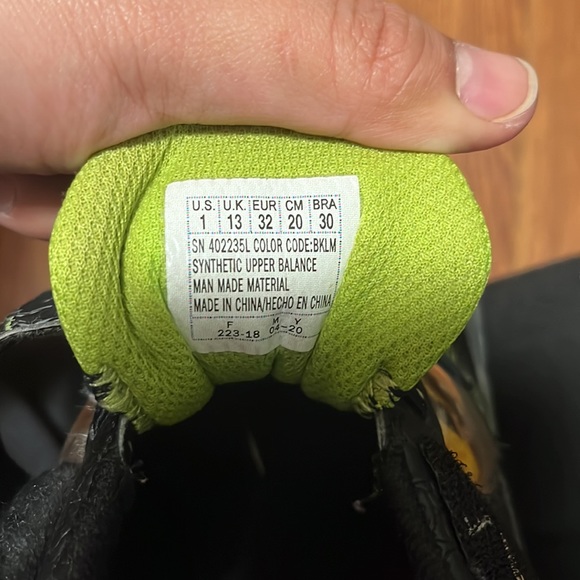 U.S. U.K. EUR CM BRA
1 13 32 20 30
SN 402235L COLOR CODE:BKLM
SYNTHETIC UPPER BALANCE
MAN MADE MATERIAL
MADE IN CHINA/HECHO EN CHINA
F M Y
223-18 04-20